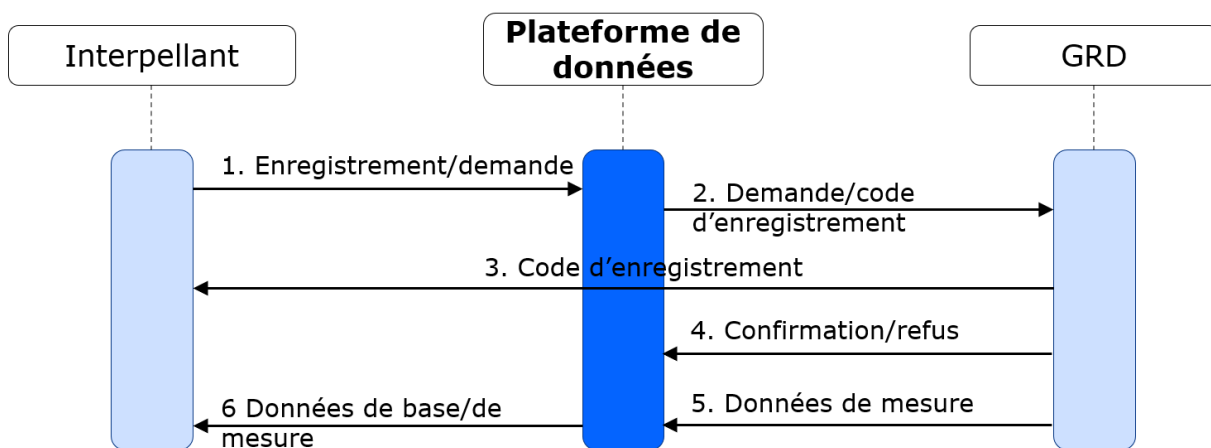 Interpellant
Plateforme de
données
GRD
1. Enregistrement/demande
2. Demande/code
d’enregistrement
3. Code d’enregistrement
4. Confirmation/refus
5. Données de mesure
6 Données de base/de
mesure